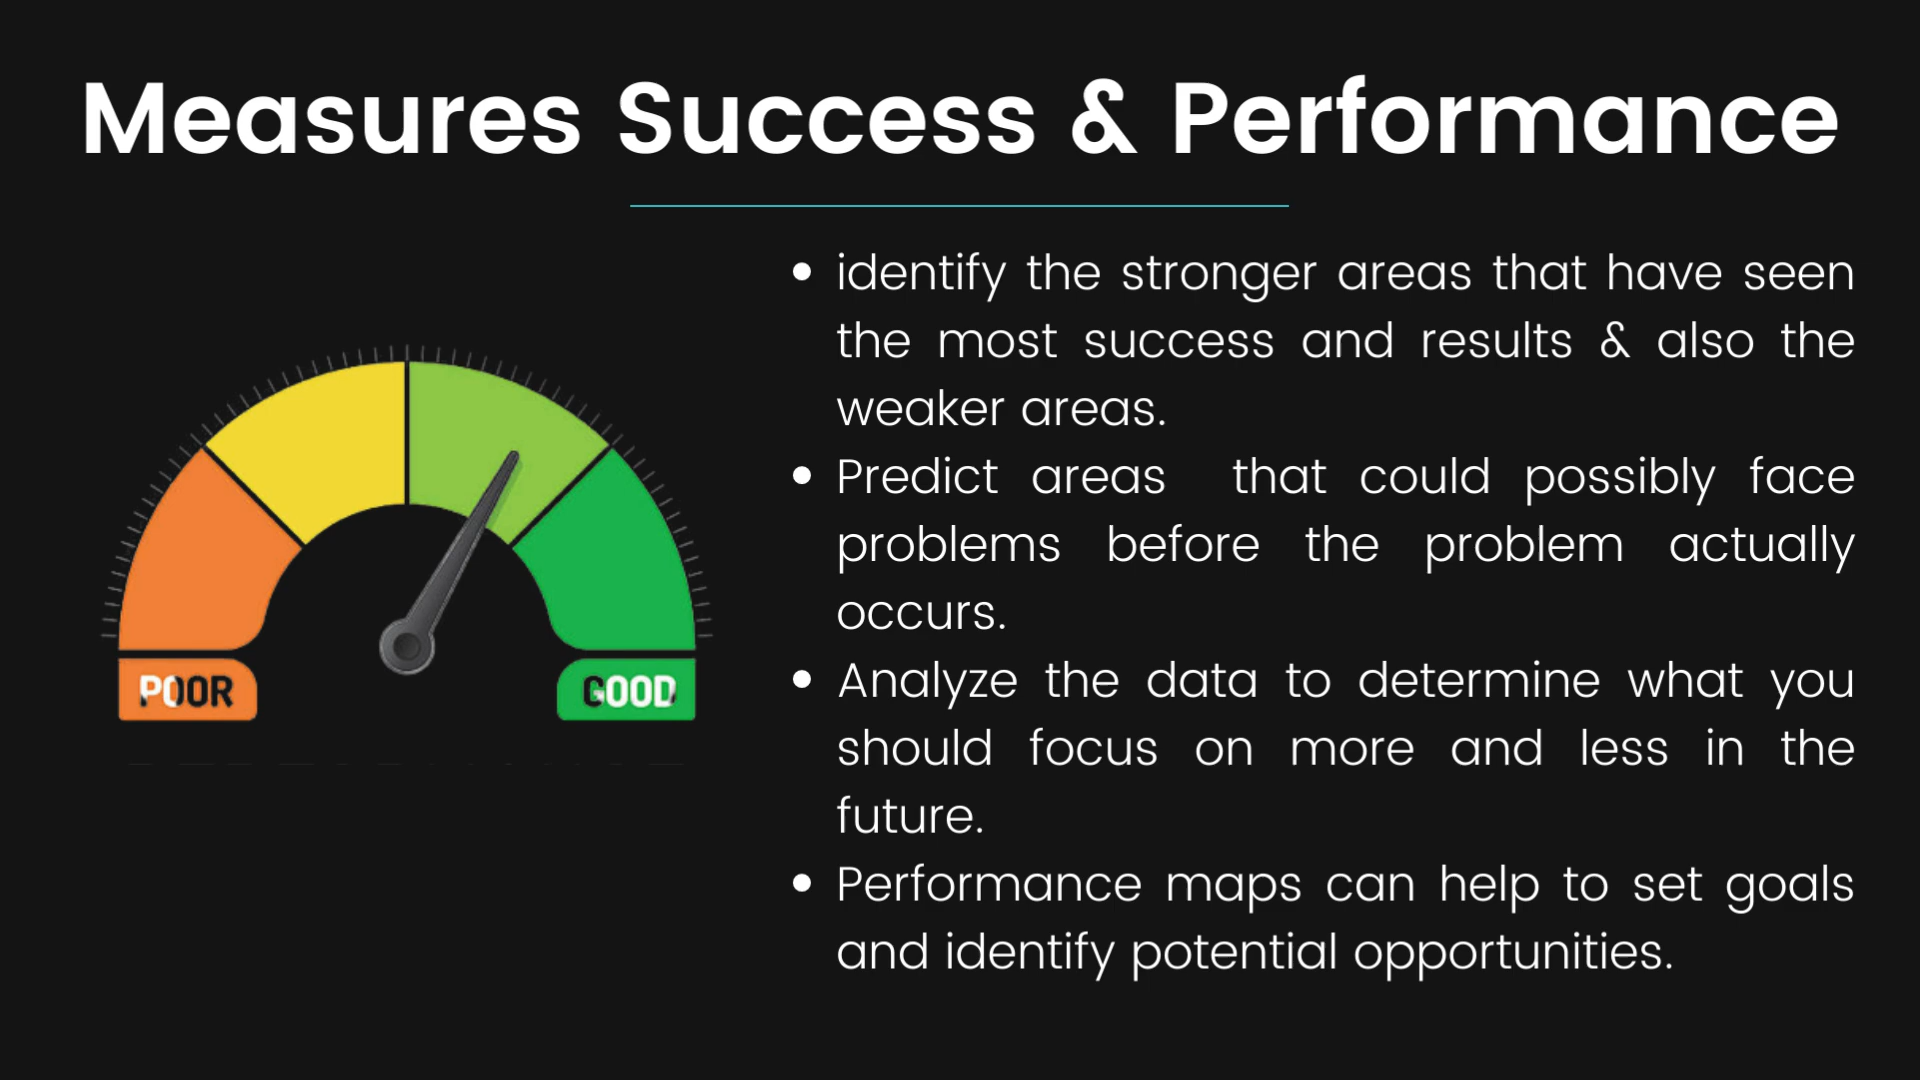 Measures Success & Performance
• identify the stronger areas that have seen
the most success and results & also the
weaker areas.
• Predict areas  that could possibly face
problems before the problem actually
occurs.
• Analyze the data to determine what you
should focus on more and less in the
future.
• Performance maps can help to set goals
and identify potential opportunities.
POOR
GOOD